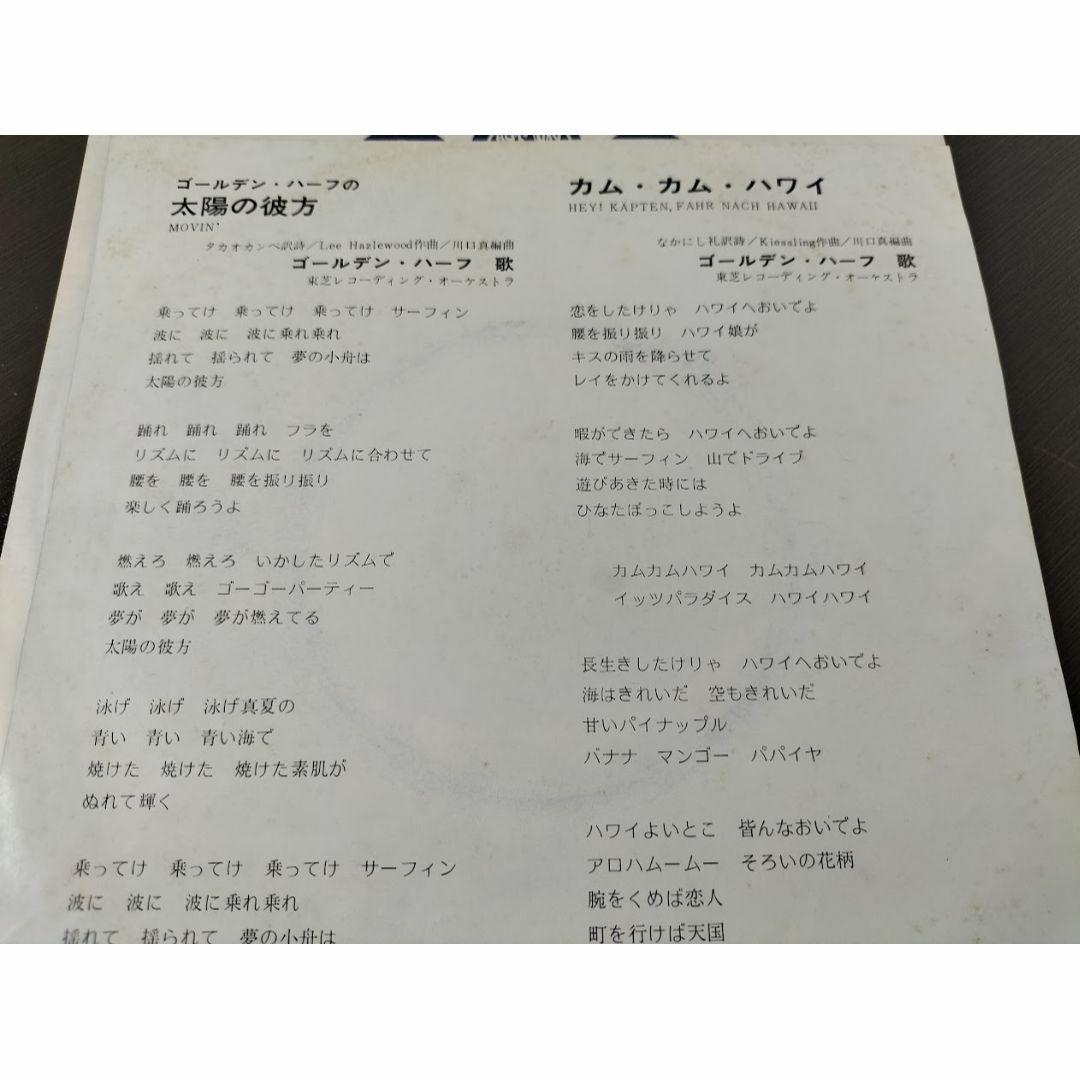 ゴールデン・ハーフの
太陽の彼方
MOVIN'
タカオカンベ訳詩／Lee Hazlewood作曲／川口真編曲
ゴールデン・ハーフ 歌
東芝レコーディング・オーケストラ
乗ってけ 乗ってけ 乗ってけ サーフィン
波に 波に 波に乗れ乗れ
揺れて 揺られて 夢の小舟は
太陽の彼方
踊れ 踊れ 踊れ フラを
リズムに リズムに リズムに合わせて
腰を 腰を 腰を振り振り
楽しく踊ろうよ
燃えろ 燃えろ いかしたリズムで
歌え 歌え ゴーゴーパーティー
夢が 夢が 夢が燃えてる
太陽の彼方
泳げ 泳げ 泳げ真夏の
青い 青い 青い海で
焼けた 焼けた 焼けた素肌が
ぬれて輝く
乗ってけ 乗ってけ 乗ってけ サーフィン
波に 波に 波に乗れ乗れ
揺れて 揺られて 夢の小舟は
カム・カム・ハワイ
HEY! KÄPTEN, FAHR NACH HAWAII
なかにし礼訳詩／Kiessling作曲／川口真編曲
ゴールデン・ハーフ 歌
東芝レコーディング・オーケストラ
恋をしたけりゃ ハワイへおいでよ
腰を振り振り ハワイ娘が
キスの雨を降らせて
レイをかけてくれるよ
暇ができたら ハワイへおいでよ
海でサーフィン 山でドライブ
遊びあきた時には
ひなたぼっこしようよ
カムカムハワイ カムカムハワイ
イッツパラダイス ハワイハワイ
長生きしたけりゃ ハワイへおいでよ
海はきれいだ 空もきれいだ
甘いパイナップル
バナナ マンゴー パパイヤ
ハワイよいとこ 皆んなおいでよ
アロハムームー そろいの花柄
腕をくめば恋人
町を行けば天国